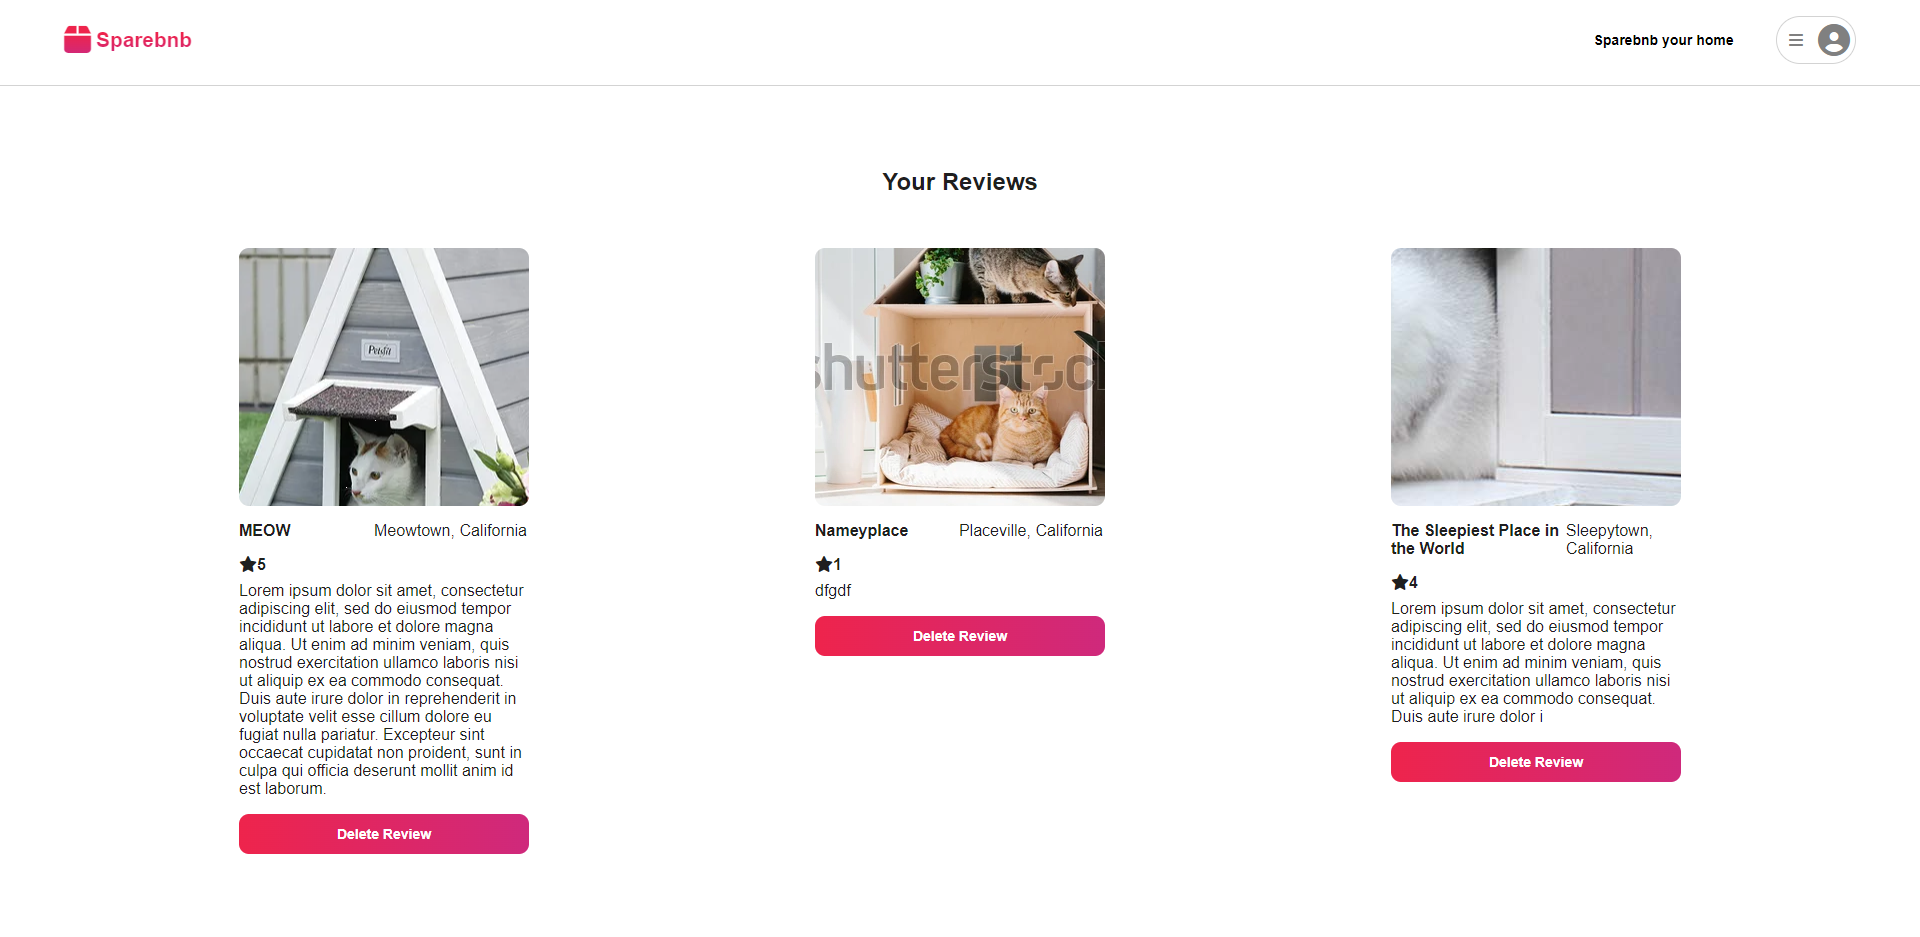 Sparebnb
Sparebnb your home
Your Reviews
Petsfit
shutterstock
MEOW
Meowtown, California
5
Lorem ipsum dolor sit amet, consectetur
adipiscing elit, sed do eiusmod tempor
incididunt ut labore et dolore magna
aliqua. Ut enim ad minim veniam, quis
nostrud exercitation ullamco laboris nisi
ut aliquip ex ea commodo consequat.
Duis aute irure dolor in reprehenderit in
voluptate velit esse cillum dolore eu
fugiat nulla pariatur. Excepteur sint
occaecat cupidatat non proident, sunt in
culpa qui officia deserunt mollit anim id
est laborum.
Delete Review
Nameyplace
Placeville, California
1
dfgdf
Delete Review
The Sleepiest Place in
the World
Sleepytown,
California
4
Lorem ipsum dolor sit amet, consectetur
adipiscing elit, sed do eiusmod tempor
incididunt ut labore et dolore magna
aliqua. Ut enim ad minim veniam, quis
nostrud exercitation ullamco laboris nisi
ut aliquip ex ea commodo consequat.
Duis aute irure dolor i
Delete Review